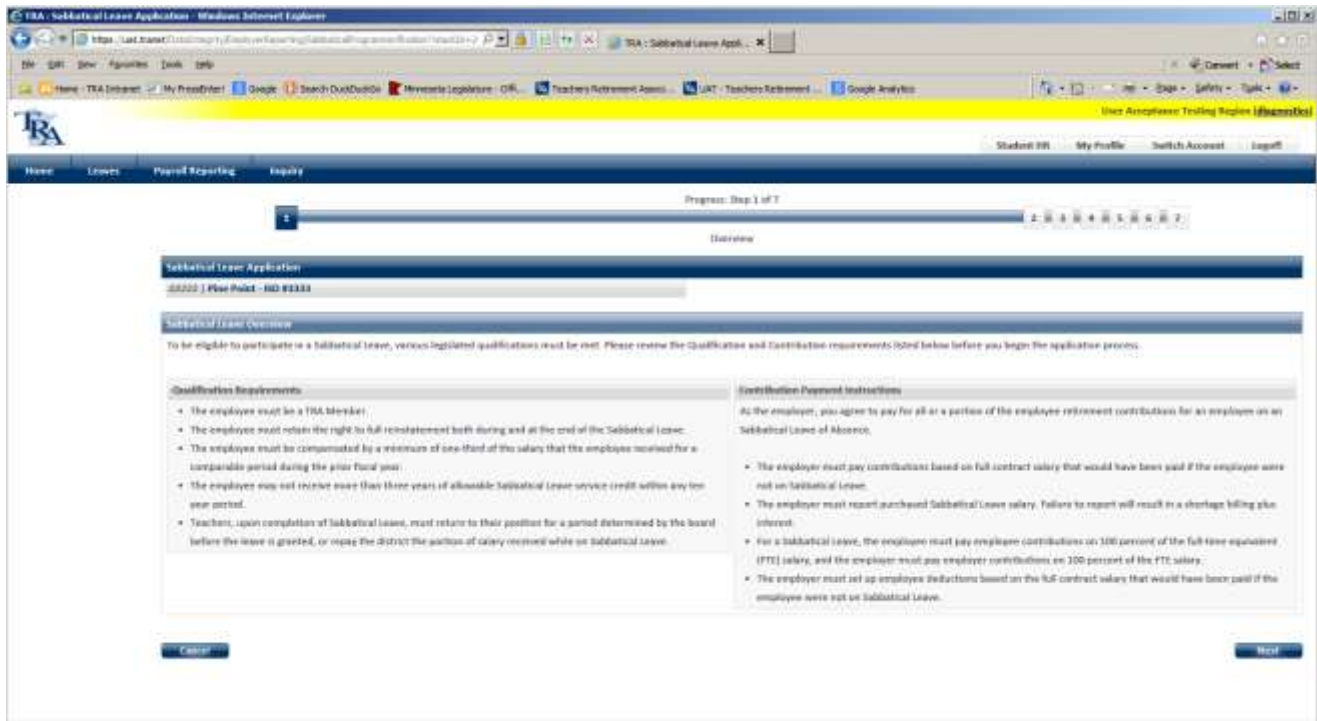 TRA : Sabbatical Leave Application - Windows Internet Explorer
TRA : Sabbatical Leave Appli...
File Edit View Favorites Tools Help
Convert Select
Home - TRA Intranet My PressEnter! Google Search DuckDuckGo Minnesota Legislature - Offi... Teachers Retirement Associ... UAT - Teachers Retirement ... Google Analytics
Page Safety Tools
User Acceptance Testing Region [diagnostics]
TRA
Student HR My Profile Switch Account Logoff
Home Leaves Payroll Reporting Inquiry
Progress: Step 1 of 7
1 2 3 4 5 6 7
Overview
Sabbatical Leave Application
| Pine Point - ISD #3333
Sabbatical Leave Overview
To be eligible to participate in a Sabbatical Leave, various legislated qualifications must be met. Please review the Qualification and Contribution requirements listed below before you begin the application process.
Qualification Requirements
• The employee must be a TRA Member.
• The employee must retain the right to full reinstatement both during and at the end of the Sabbatical Leave.
• The employee must be compensated by a minimum of one-third of the salary that the employee received for a
comparable period during the prior fiscal year.
• The employee may not receive more than three years of allowable Sabbatical Leave service credit within any ten
year period.
• Teachers, upon completion of Sabbatical Leave, must return to their position for a period determined by the board
before the leave is granted, or repay the district the portion of salary received while on Sabbatical Leave.
Contribution Payment Instructions
As the employer, you agree to pay for all or a portion of the employee retirement contributions for an employee on an
Sabbatical Leave of Absence.
• The employer must pay contributions based on full contract salary that would have been paid if the employee were
not on Sabbatical Leave.
• The employer must report purchased Sabbatical Leave salary. Failure to report will result in a shortage billing plus
interest.
• For a Sabbatical Leave, the employee must pay employee contributions on 100 percent of the full-time equivalent
(FTE) salary, and the employer must pay employer contributions on 100 percent of the FTE salary.
• The employer must set up employee deductions based on the full contract salary that would have been paid if the
employee were not on Sabbatical Leave.
Cancel
Next